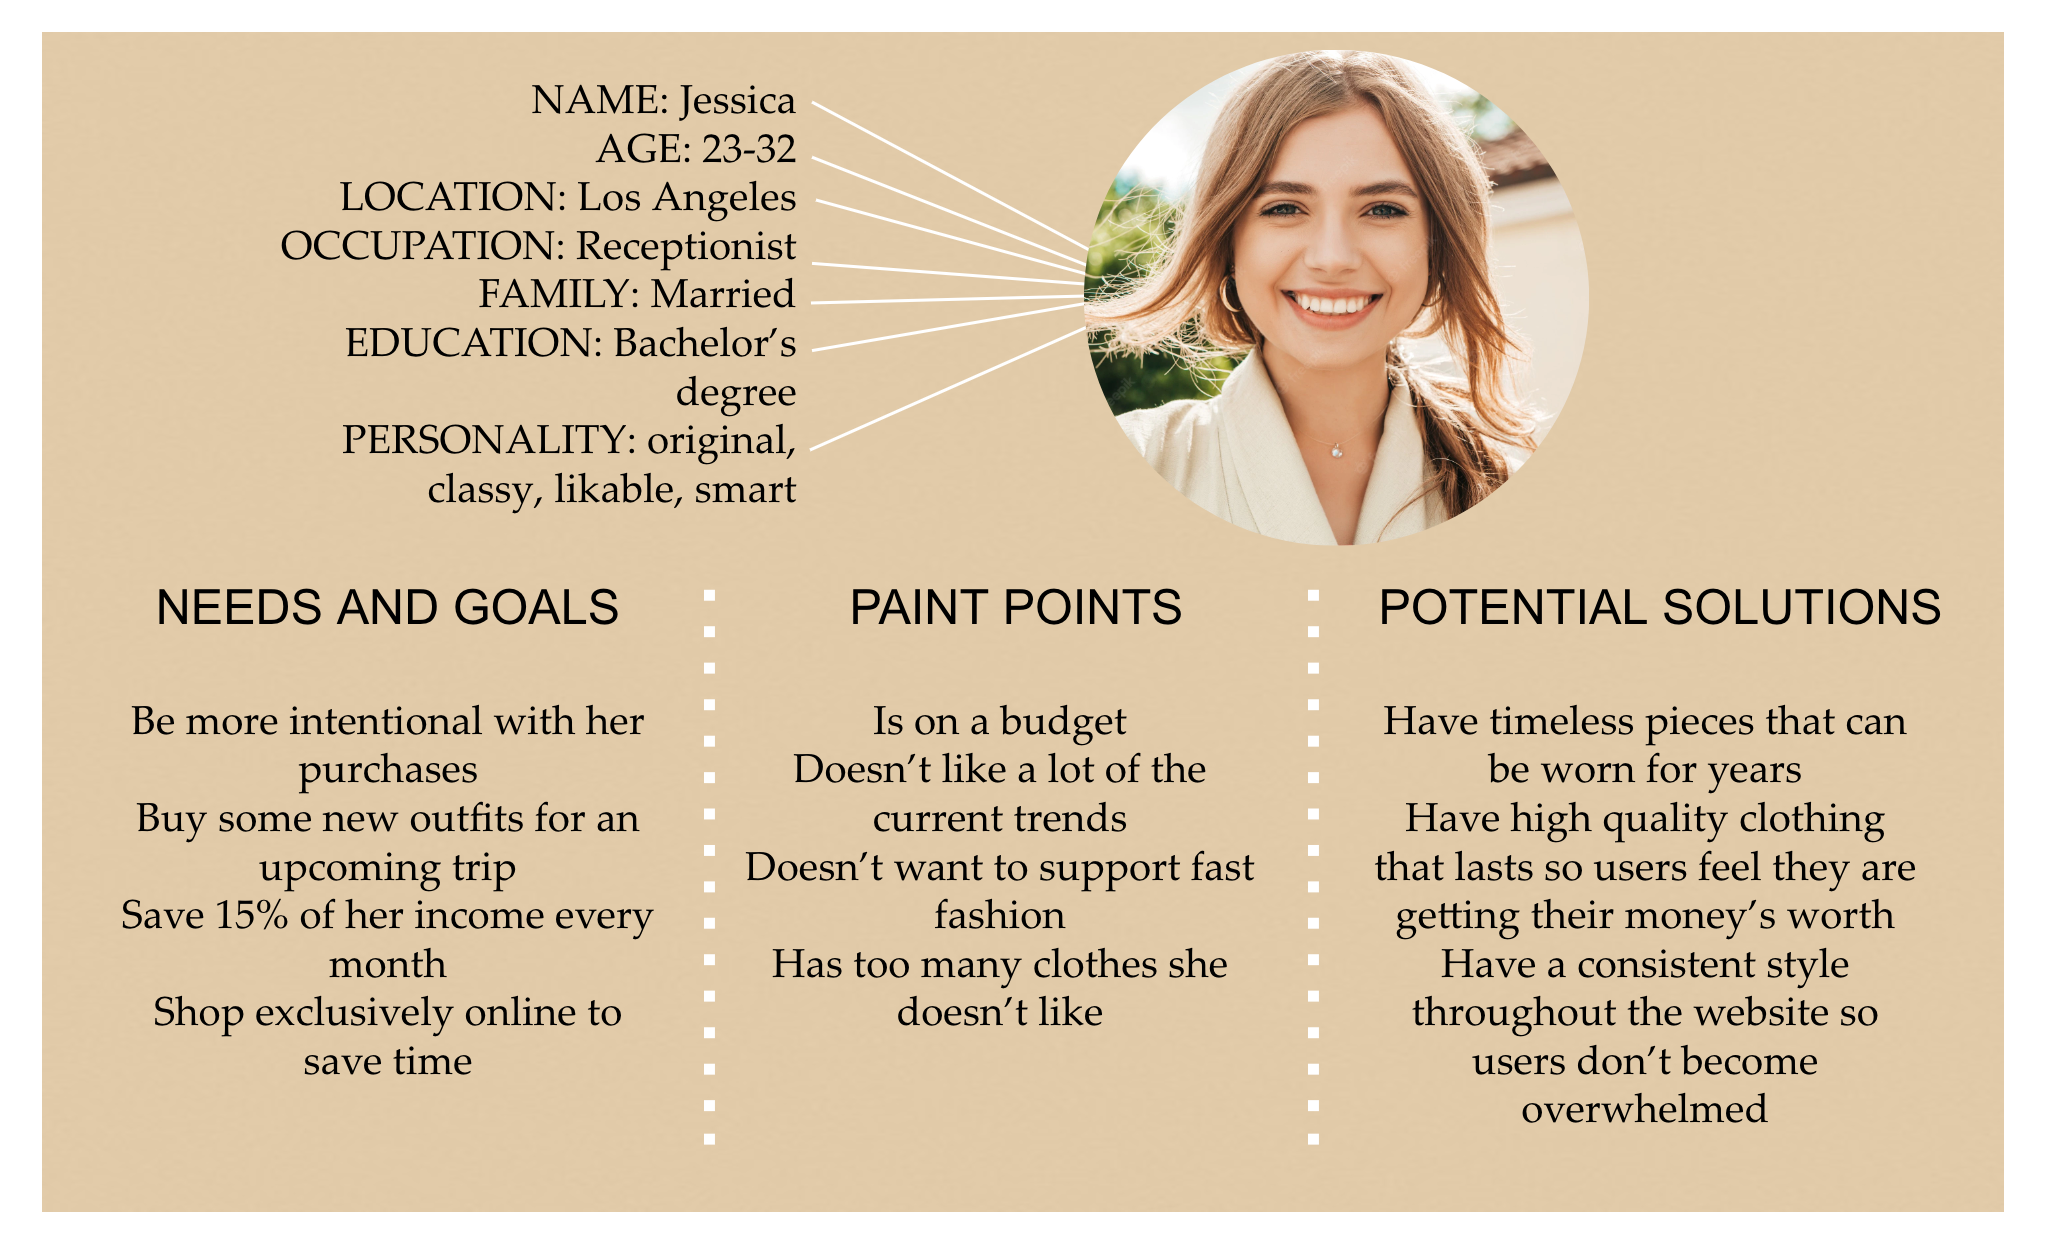 NAME: Jessica
AGE: 23-32
LOCATION: Los Angeles
OCCUPATION: Receptionist
FAMILY: Married
EDUCATION: Bachelor’s
degree
PERSONALITY: original,
classy, likable, smart
NEEDS AND GOALS
Be more intentional with her
purchases
Buy some new outfits for an
upcoming trip
Save 15% of her income every
month
Shop exclusively online to
save time
PAINT POINTS
Is on a budget
Doesn’t like a lot of the
current trends
Doesn’t want to support fast
fashion
Has too many clothes she
doesn’t like
POTENTIAL SOLUTIONS
Have timeless pieces that can
be worn for years
Have high quality clothing
that lasts so users feel they are
getting their money’s worth
Have a consistent style
throughout the website so
users don’t become
overwhelmed